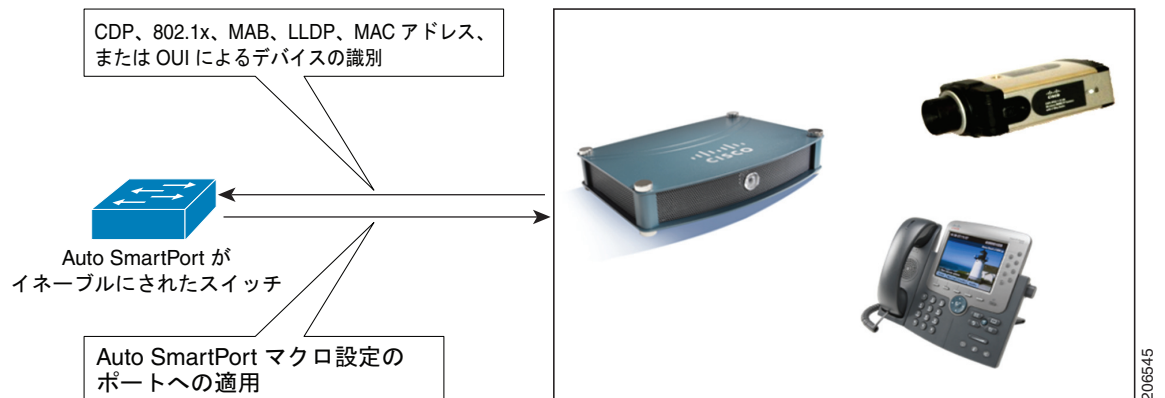 CDP、802.1x、MAB、LLDP、MAC アドレス、
または OUI によるデバイスの識別
CISCO
Auto SmartPort が
イネーブルにされたスイッチ
Auto SmartPort マクロ設定の
ポートへの適用
206545